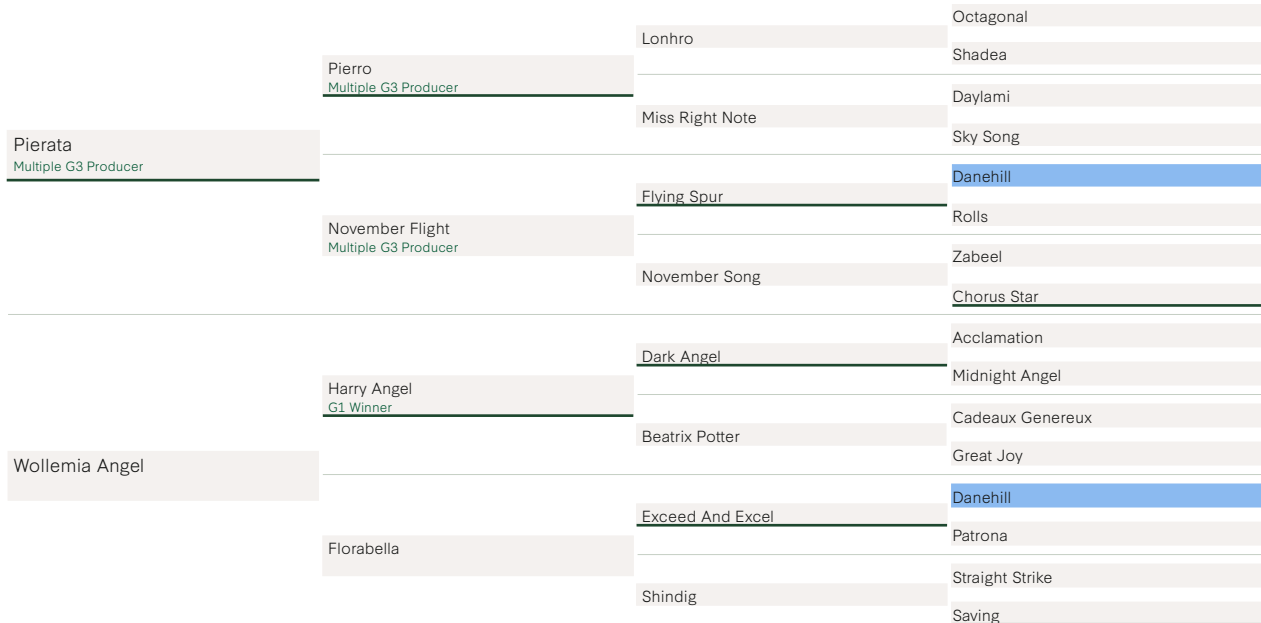 Octagonal
Lonhro
Shadea
Pierro
Multiple G3 Producer
Daylami
Miss Right Note
Sky Song
Pierata
Multiple G3 Producer
Danehill
Flying Spur
Rolls
November Flight
Multiple G3 Producer
Zabeel
November Song
Chorus Star
Acclamation
Dark Angel
Midnight Angel
Harry Angel
G1 Winner
Cadeaux Genereux
Beatrix Potter
Great Joy
Wollemia Angel
Danehill
Exceed And Excel
Patrona
Florabella
Straight Strike
Shindig
Saving